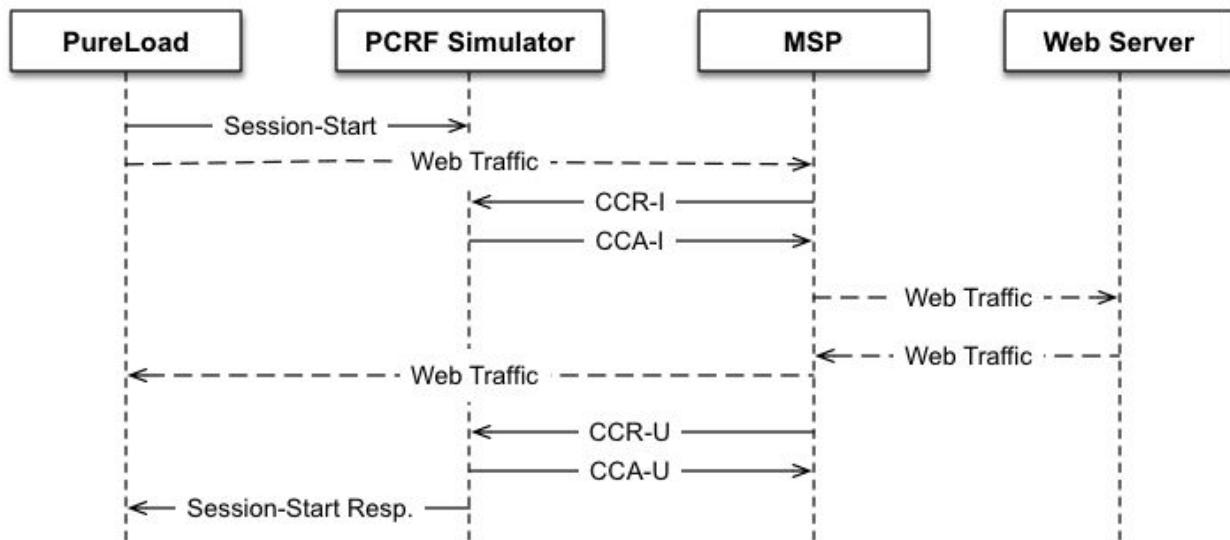 PureLoad
PCRF Simulator
MSP
Web Server
Session-Start
Web Traffic
CCR-I
CCA-I
Web Traffic
Web Traffic
Web Traffic
CCR-U
CCA-U
Session-Start Resp.